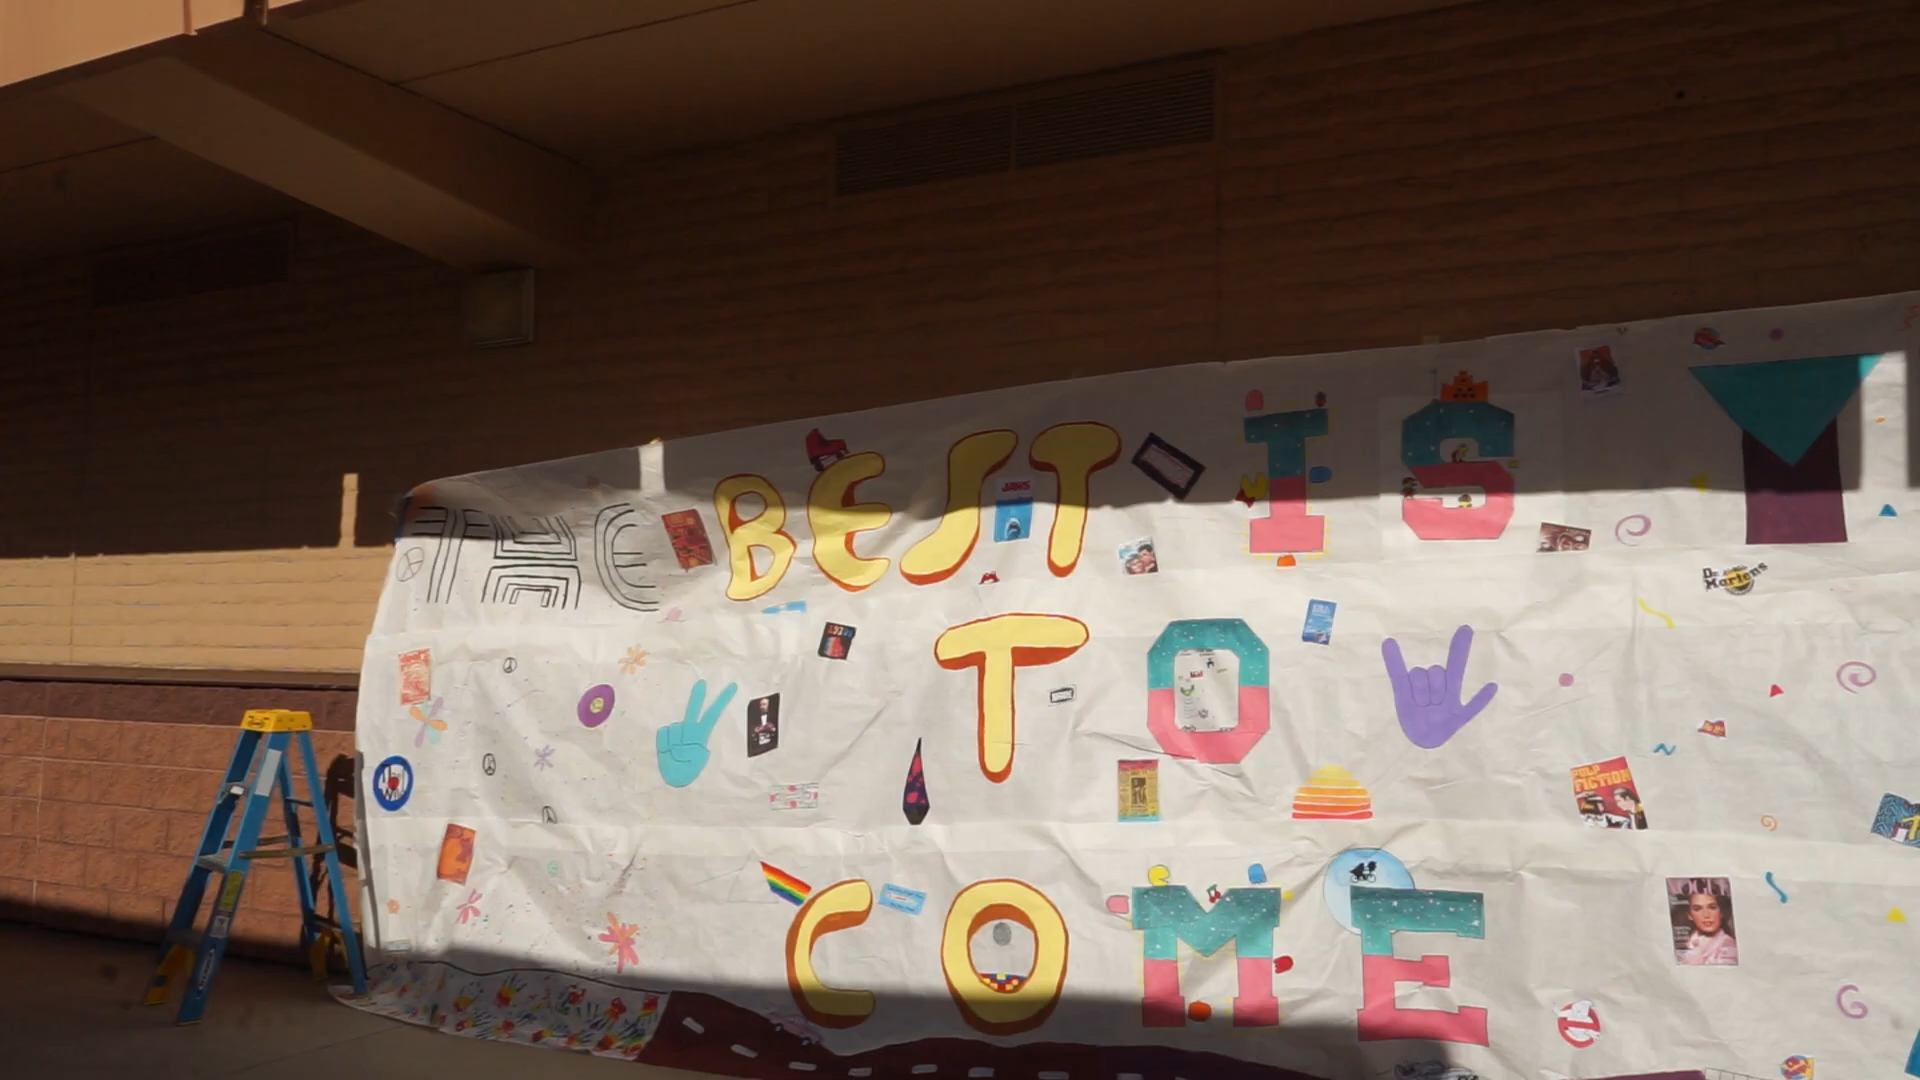 THE BEST IS Y
TO
COME
JAWS
Dr. Martens
PULP
FICTION